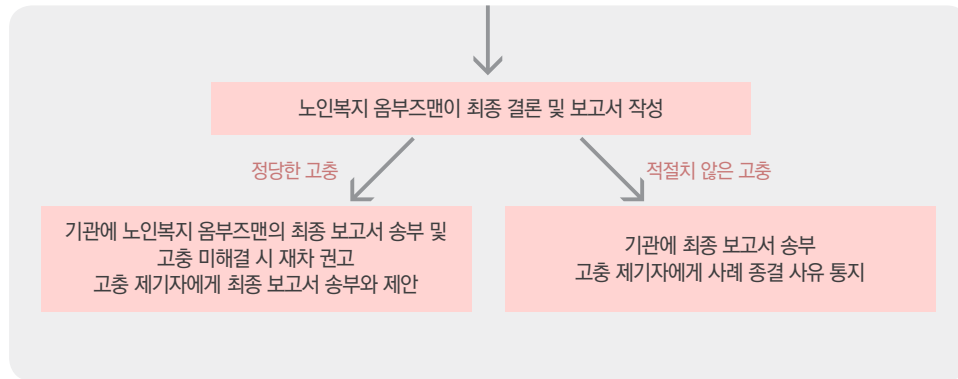 노인복지 옴부즈맨이 최종 결론 및 보고서 작성
정당한 고충
적절치 않은 고충
기관에 노인복지 옴부즈맨의 최종 보고서 송부 및
고충 미해결 시 재차 권고
고충 제기자에게 최종 보고서 송부와 제안
기관에 최종 보고서 송부
고충 제기자에게 사례 종결 사유 통지